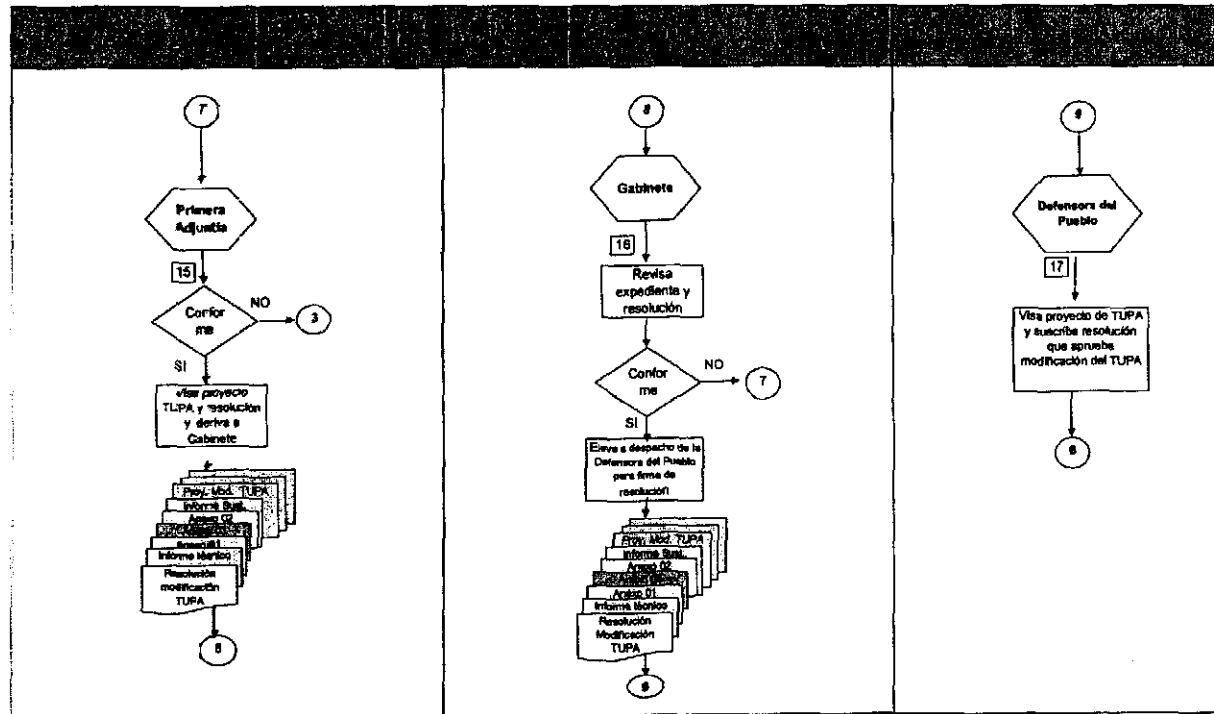 7
Primera
Adjuntía
15
Confor
me
NO
3
SI
Visa proyecto
TUPA y resolución
y deriva a
Gabinete
Proy. Mod. TUPA
Informe Sust.
Anexo 02
Anexo 01
Informe técnico
Resolución
modificación
TUPA
8
8
Gabinete
16
Revisa
expediente y
resolución
Confor
me
NO
7
SI
Eleva a despacho de la
Defensora del Pueblo
para firma de
resolución
Proy. Mod. TUPA
Informe Sust.
Anexo 02
Anexo 01
Informe técnico
Resolución
Modificación
TUPA
9
9
Defensora del
Pueblo
17
Visa proyecto de TUPA
y suscribe resolución
que aprueba
modificación del TUPA
6